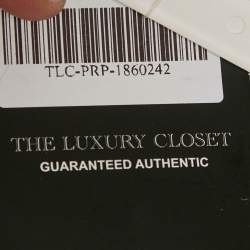 TLC-PRP-1860242
THE LUXURY CLOSET
GUARANTEED AUTHENTIC